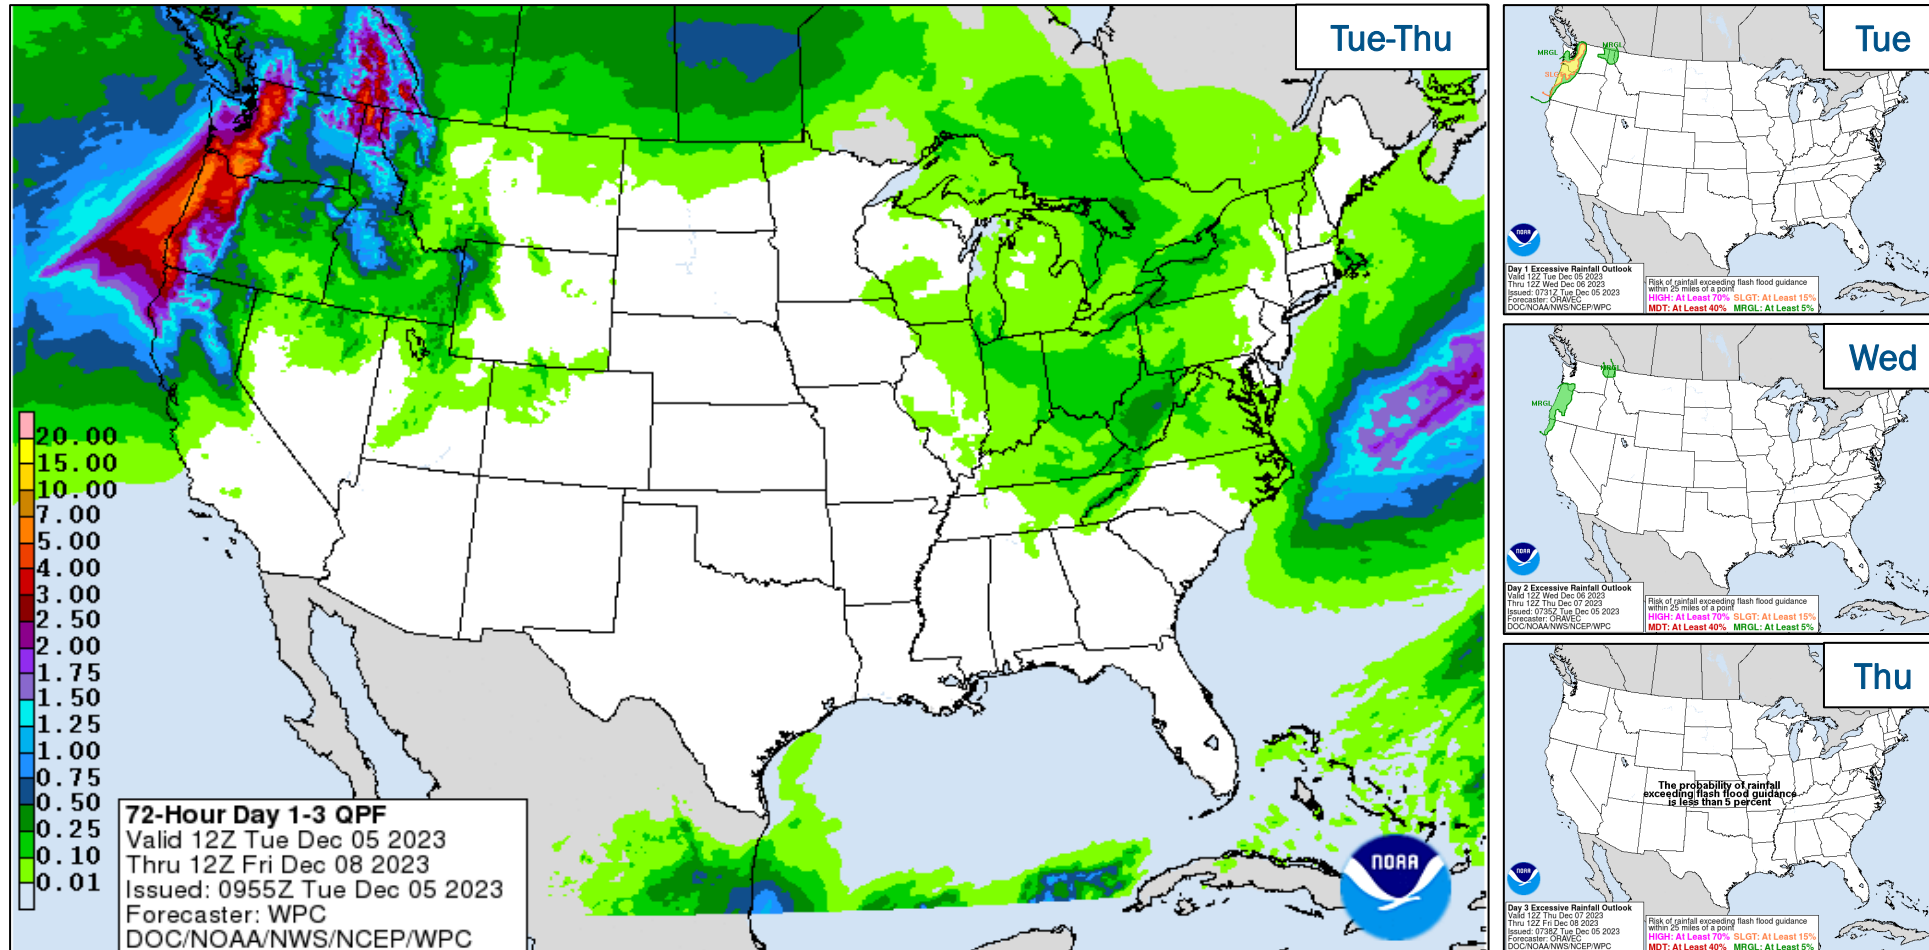 Tue-Thu
20.00
15.00
10.00
7.00
5.00
4.00
3.00
2.50
2.00
1.75
1.50
1.25
1.00
0.75
0.50
0.25
0.10
0.01
72-Hour Day 1-3 QPF
Valid 12Z Tue Dec 05 2023
Thru 12Z Fri Dec 08 2023
Issued: 0955Z Tue Dec 05 2023
Forecaster: WPC
DOC/NOAA/NWS/NCEP/WPC
NOAA
Tue
MRGL
MRGL
NOAA
Day 1 Excessive Rainfall Outlook
Valid 12Z Tue Dec 05 2023
Thru 12Z Wed Dec 06 2023
Issued: 0731Z Tue Dec 05 2023
Forecaster: ORAVEC
DOC/NOAA/NWS/NCEP/WPC
Risk of rainfall exceeding flash flood guidance
within 25 miles of a point
HIGH: At Least 70% SLGT: At Least 15%
MDT: At Least 40% MRGL: At Least 5%
Wed
MRGL
MRGL
NOAA
Day 2 Excessive Rainfall Outlook
Valid 12Z Wed Dec 06 2023
Thru 12Z Thu Dec 07 2023
Issued: 0735Z Tue Dec 05 2023
Forecaster: ORAVEC
DOC/NOAA/NWS/NCEP/WPC
Risk of rainfall exceeding flash flood guidance
within 25 miles of a point
HIGH: At Least 70% SLGT: At Least 15%
MDT: At Least 40% MRGL: At Least 5%
Thu
The probability of rainfall
exceeding flash flood guidance
is less than 5 percent
NOAA
Day 3 Excessive Rainfall Outlook
Valid 12Z Thu Dec 07 2023
Thru 12Z Fri Dec 08 2023
Issued: 0738Z Tue Dec 05 2023
Forecaster: ORAVEC
DOC/NOAA/NWS/NCEP/WPC
Risk of rainfall exceeding flash flood guidance
within 25 miles of a point
HIGH: At Least 70% SLGT: At Least 15%
MDT: At Least 40% MRGL: At Least 5%